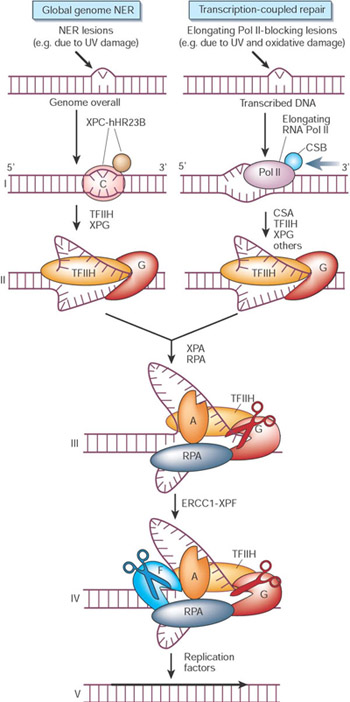 Global genome NER
Transcription-coupled repair
NER lesions
(e.g. due to UV damage)
Elongating Pol II-blocking lesions
(e.g. due to UV and oxidative damage)
Genome overall
Transcribed DNA
XPC-hHR23B
Elongating
RNA Pol II
CSB
5'
3'
5'
3'
I
C
Pol II
TFIIH
XPG
CSA
TFIIH
XPG
others
II
TFIIH
G
TFIIH
G
XPA
RPA
TFIIH
A
G
III
RPA
ERCC1-XPF
TFIIH
F
A
G
IV
RPA
Replication
factors
V